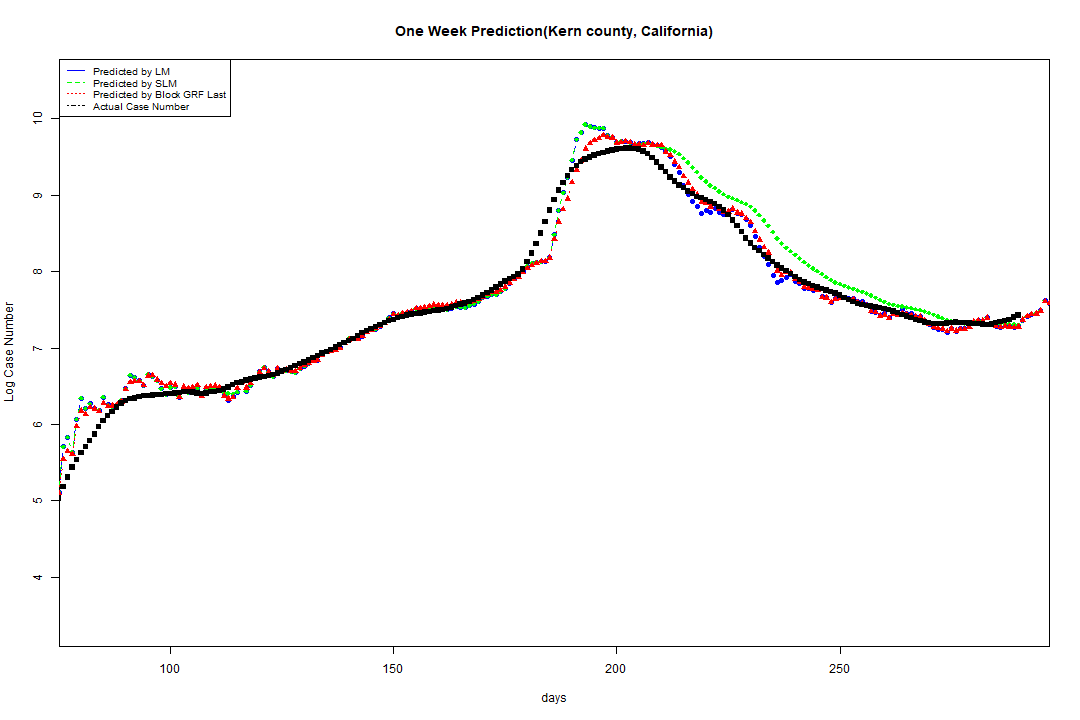 One Week Prediction(Kern county, California)
Predicted by LM
Predicted by SLM
Predicted by Block GRF Last
Actual Case Number
10
9
8
7
6
5
4
Log Case Number
100
150
200
250
days